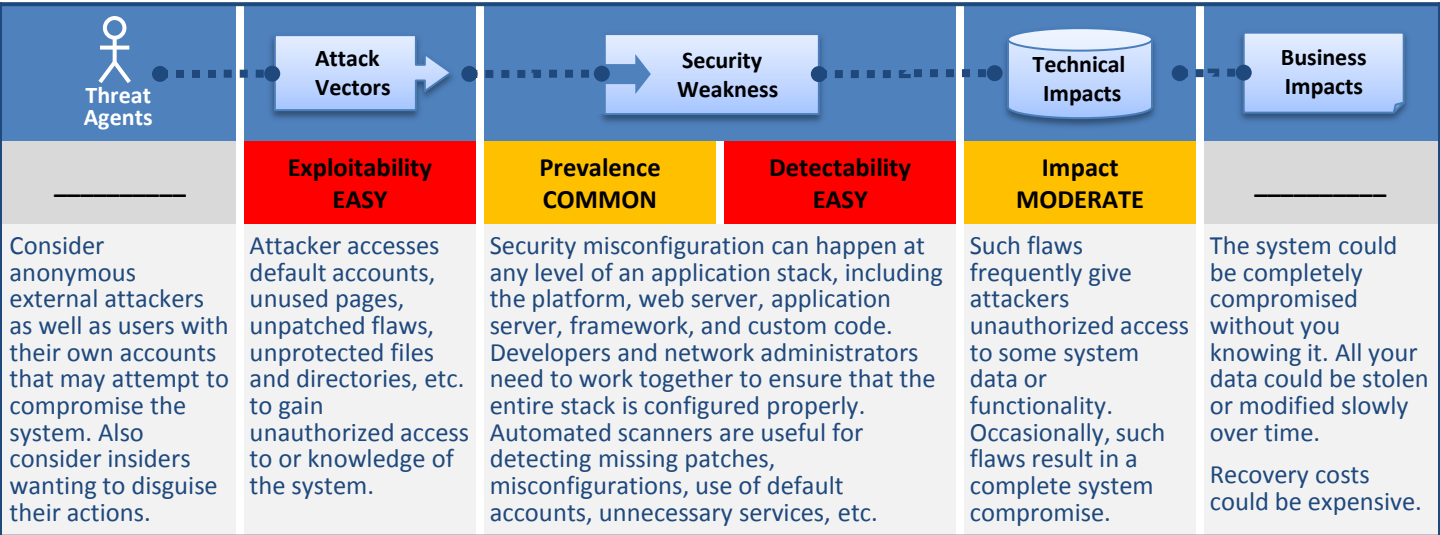 Threat
Agents
Attack
Vectors
Security
Weakness
Technical
Impacts
Business
Impacts
__________
Exploitability
EASY
Prevalence
COMMON
Detectability
EASY
Impact
MODERATE
__________
Consider
anonymous
external attackers
as well as users with
their own accounts
that may attempt to
compromise the
system. Also
consider insiders
wanting to disguise
their actions.
Attacker accesses
default accounts,
unused pages,
unpatched flaws,
unprotected files
and directories, etc.
to gain
unauthorized access
to or knowledge of
the system.
Security misconfiguration can happen at
any level of an application stack, including
the platform, web server, application
server, framework, and custom code.
Developers and network administrators
need to work together to ensure that the
entire stack is configured properly.
Automated scanners are useful for
detecting missing patches,
misconfigurations, use of default
accounts, unnecessary services, etc.
Such flaws
frequently give
attackers
unauthorized access
to some system
data or
functionality.
Occasionally, such
flaws result in a
complete system
compromise.
The system could
be completely
compromised
without you
knowing it. All your
data could be stolen
or modified slowly
over time.
Recovery costs
could be expensive.